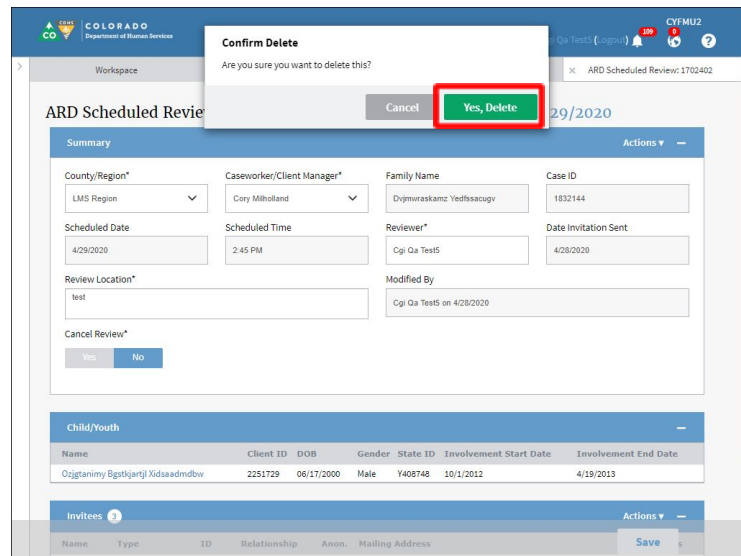 CO CDHS COLORADO
Department of Human Services
CYFMU2
Qa Test5 (Logout) 109 0 ?
Confirm Delete
Are you sure you want to delete this?
Cancel Yes, Delete
> Workspace × ARD Scheduled Review: 1702402
ARD Scheduled Revie 29/2020
Summary Actions ▾ —
County/Region* Caseworker/Client Manager* Family Name Case ID
LMS Region Cory Milholland Dvjmwraskamz Yedfssacugv 1832144
Scheduled Date Scheduled Time Reviewer* Date Invitation Sent
4/29/2020 2:45 PM Cgi Qa Test5 4/28/2020
Review Location* Modified By
test Cgi Qa Test5 on 4/28/2020
Cancel Review*
Yes No
Child/Youth —
Name Client ID DOB Gender State ID Involvement Start Date Involvement End Date
Ozjgtanimy Bgstkjartjl Xidsaadmdbw 2251729 06/17/2000 Male Y408748 10/1/2012 4/19/2013
Invitees 3 Actions ▾ —
Name Type ID Relationship Anon. Mailing Address Save s